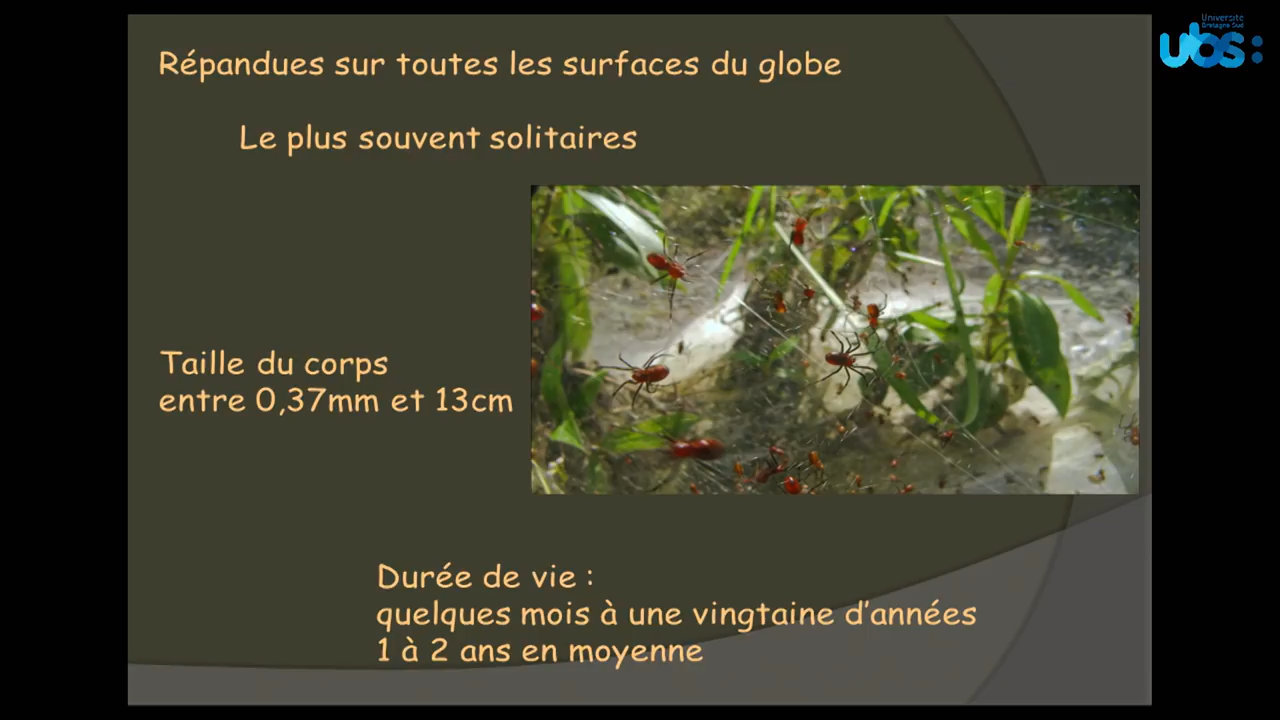 Université
Bretagne Sud
ubs:
Répandues sur toutes les surfaces du globe
Le plus souvent solitaires
Taille du corps
entre 0,37mm et 13cm
Durée de vie :
quelques mois à une vingtaine d’années
1 à 2 ans en moyenne